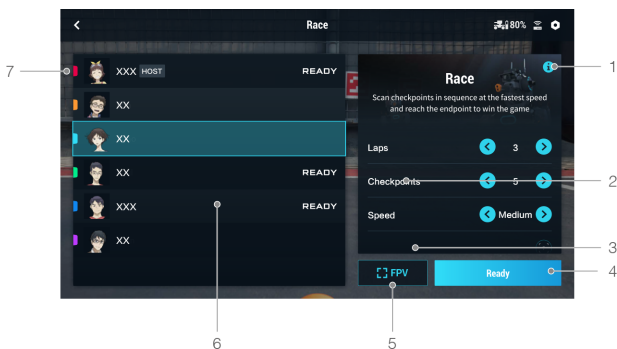 Race
80%
7
XXX HOST READY
XX
XX
XX READY
XXX READY
XX
1
Race
Scan checkpoints in sequence at the fastest speed
and reach the endpoint to win the game
Laps 3
Checkpoints 5
2
Speed Medium
3
FPV
Ready
4
6
5